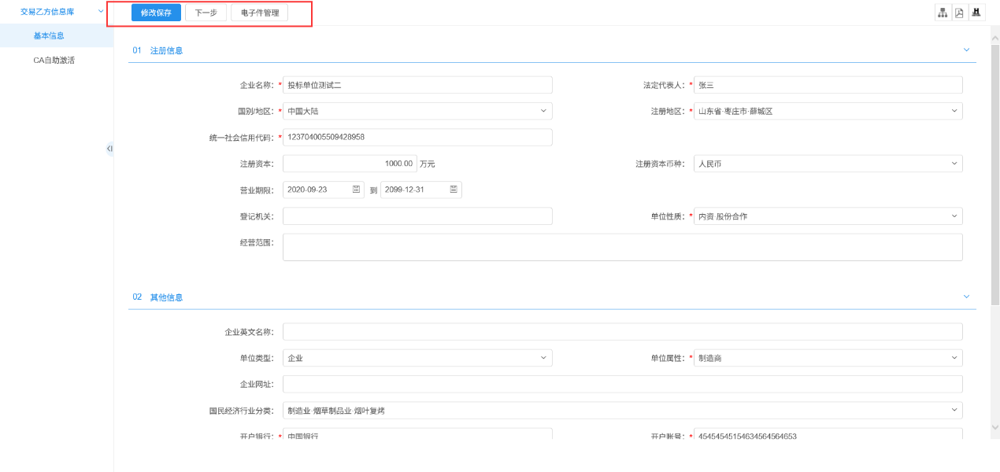 交易乙方信息库
修改保存 下一步 电子件管理
基本信息
CA自助激活
01 注册信息
企业名称：* 投标单位测试二 法定代表人：* 张三
国别/地区：* 中国大陆 注册地区：* 山东省·枣庄市·薛城区
统一社会信用代码：* 123704005509428958
注册资本： 1000.00 万元 注册资本币种： 人民币
营业期限： 2020-09-23 到 2099-12-31
登记机关： 单位性质：* 内资·股份合作
经营范围：
02 其他信息
企业英文名称：
单位类型： 企业 单位属性：* 制造商
企业网址：
国民经济行业分类： 制造业·烟草制品业·烟叶复烤
开户银行：* 中国银行 开户账号：* 45454545154634564564653